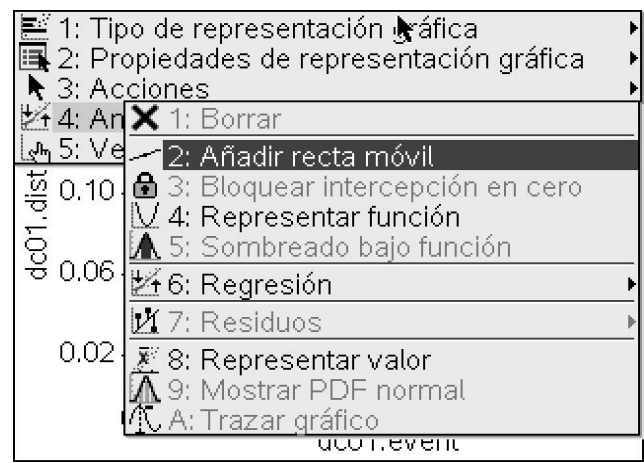 1: Tipo de representación gráfica
2: Propiedades de representación gráfica
3: Acciones
4: An
5: Ve
1: Borrar
2: Añadir recta móvil
3: Bloquear intercepción en cero
4: Representar función
5: Sombreado bajo función
6: Regresión
7: Residuos
8: Representar valor
9: Mostrar PDF normal
A: Trazar gráfico
dc01.dist
0.10
0.06
0.02
dc01.event